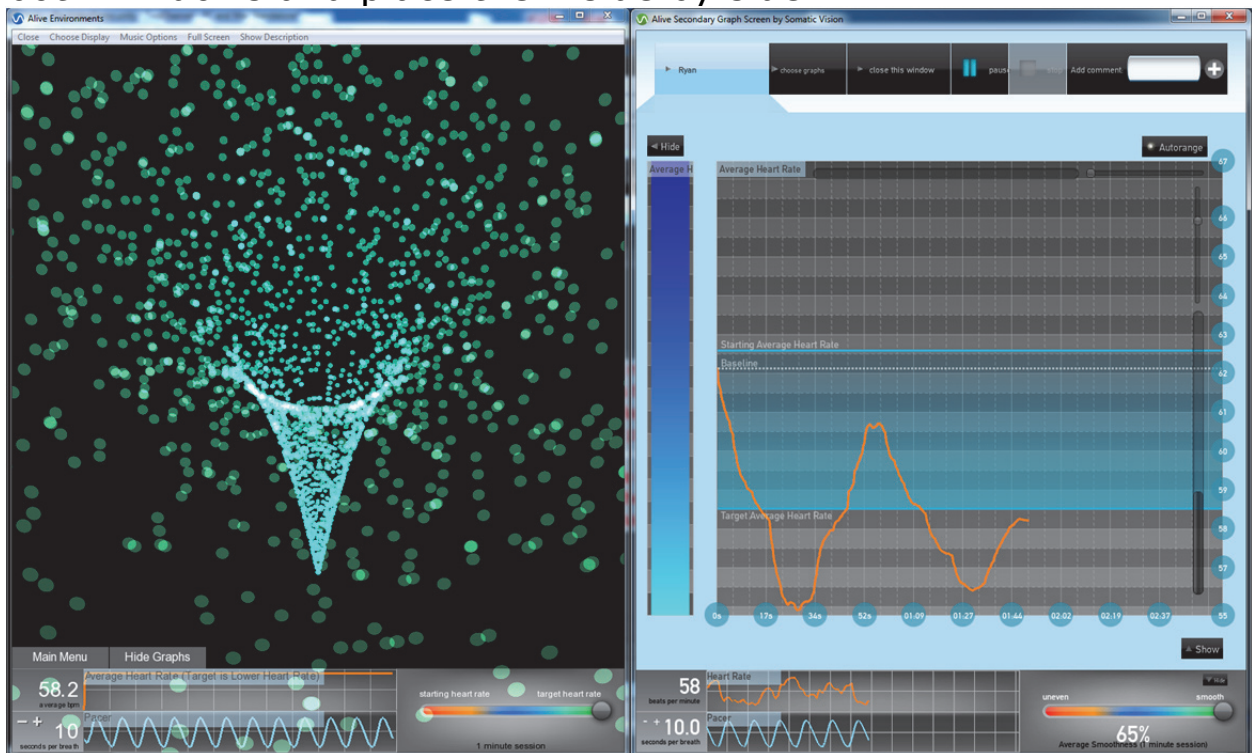 Alive Environments
Close Choose Display Music Options Full Screen Show Description
Main Menu Hide Graphs
Average Heart Rate (Target is Lower Heart Rate)
58.2
average bpm
Pacer
- + 10
seconds per breath
starting heart rate target heart rate
1 minute session
Alive Secondary Graph Screen by Somatic Vision
Ryan choose graphs close this window pause Add comment
Hide
Autorange
Average H
Average Heart Rate
67
66
65
64
63
Starting Average Heart Rate
Baseline
62
61
60
59
Target Average Heart Rate
58
57
0s 17s 34s 52s 01:09 01:27 01:44 02:02 02:19 02:37 55
Show
Heart Rate
58
beats per minute
Pacer
- + 10.0
seconds per breath
Hide
uneven smooth
65%
Average Smoothness (1 minute session)